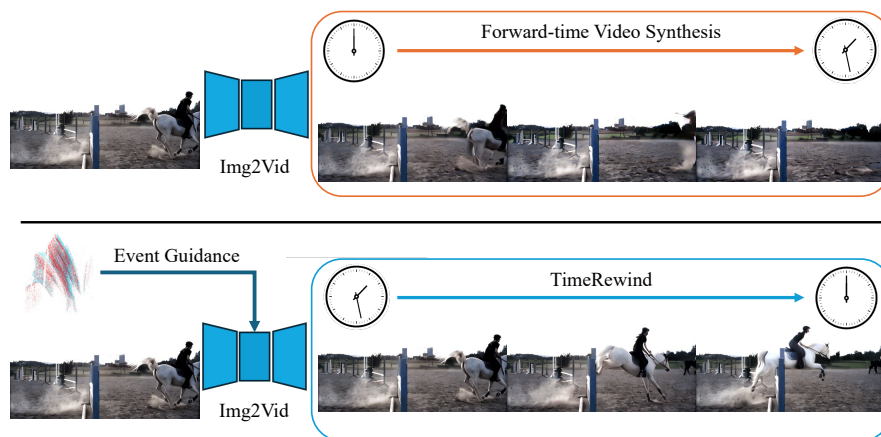 Forward-time Video Synthesis
Img2Vid
Event Guidance
TimeRewind
Img2Vid